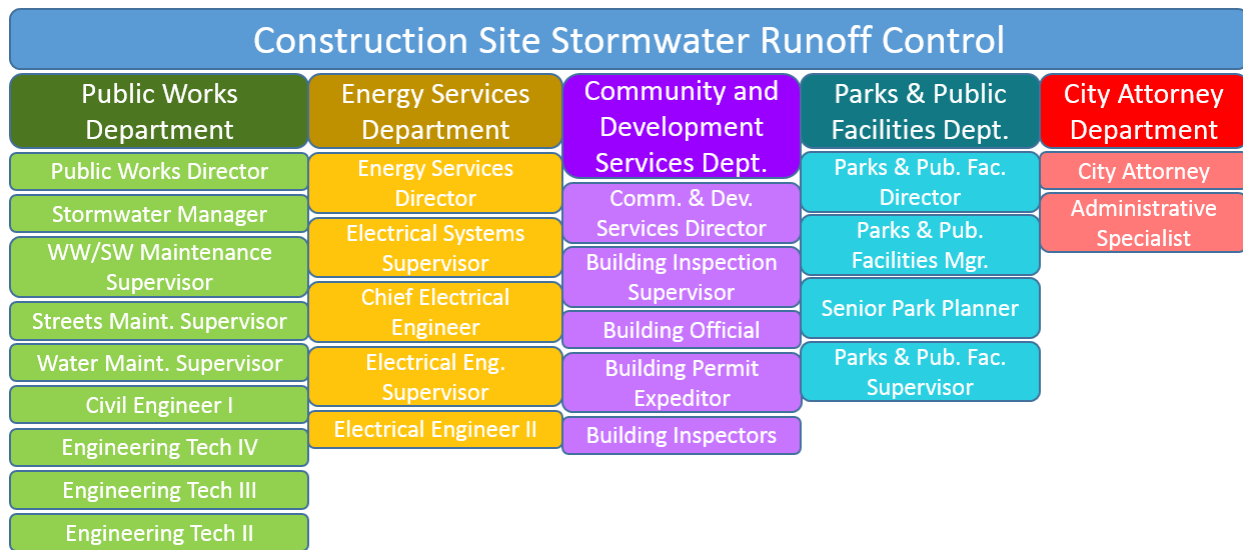 Construction Site Stormwater Runoff Control
Public Works
Department
Public Works Director
Stormwater Manager
WW/SW Maintenance
Supervisor
Streets Maint. Supervisor
Water Maint. Supervisor
Civil Engineer I
Engineering Tech IV
Engineering Tech III
Engineering Tech II
Energy Services
Department
Energy Services
Director
Electrical Systems
Supervisor
Chief Electrical
Engineer
Electrical Eng.
Supervisor
Electrical Engineer II
Community and
Development
Services Dept.
Comm. & Dev.
Services Director
Building Inspection
Supervisor
Building Official
Building Permit
Expeditor
Building Inspectors
Parks & Public
Facilities Dept.
Parks & Pub. Fac.
Director
Parks & Pub.
Facilities Mgr.
Senior Park Planner
Parks & Pub. Fac.
Supervisor
City Attorney
Department
City Attorney
Administrative
Specialist